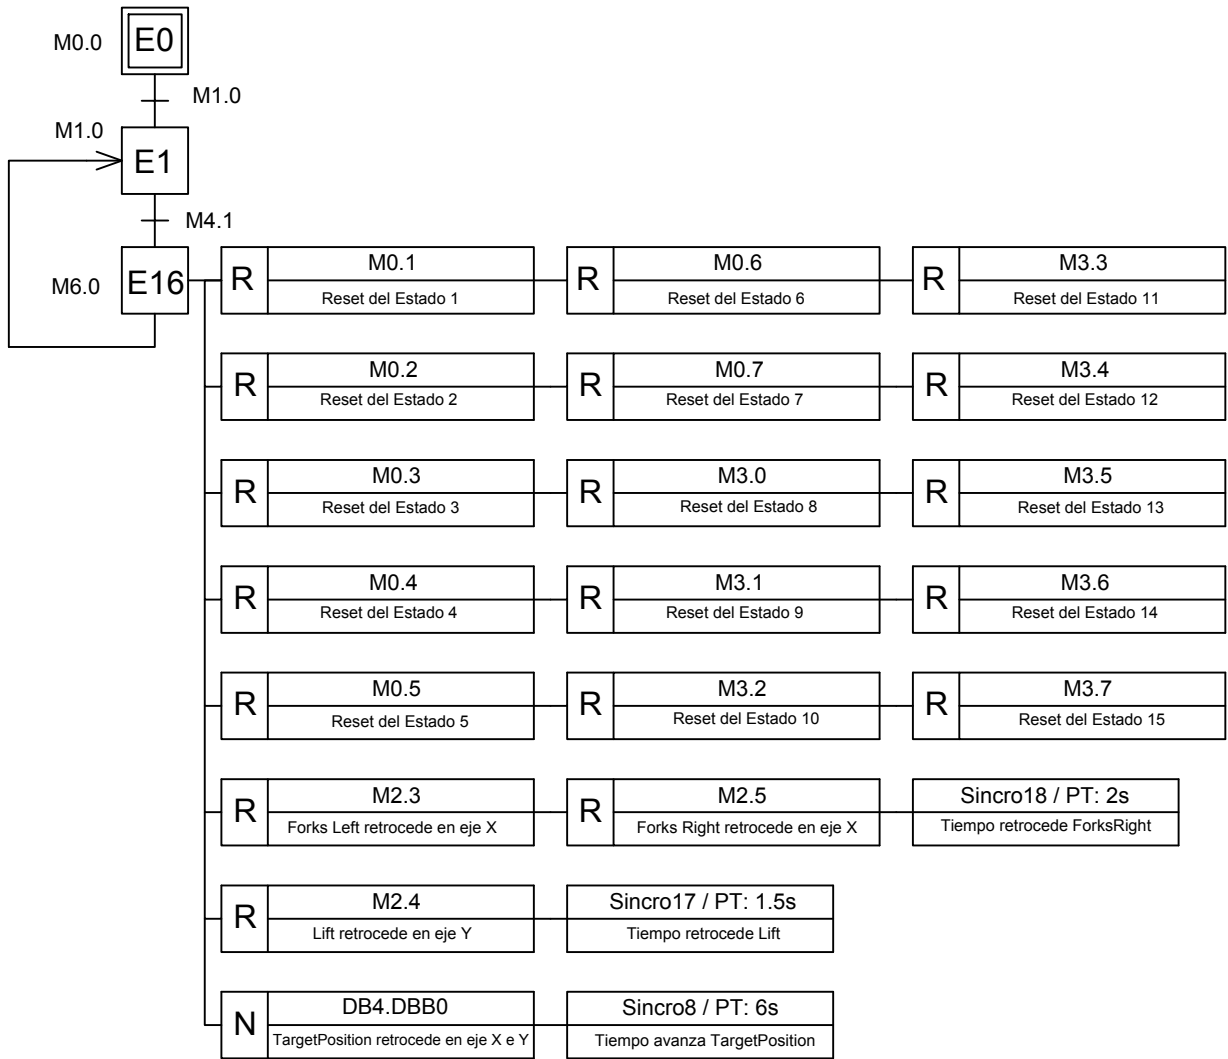 M0.0
E0
M1.0
M1.0
E1
M4.1
M6.0
E16
R
M0.1
Reset del Estado 1
R
M0.6
Reset del Estado 6
R
M3.3
Reset del Estado 11
R
M0.2
Reset del Estado 2
R
M0.7
Reset del Estado 7
R
M3.4
Reset del Estado 12
R
M0.3
Reset del Estado 3
R
M3.0
Reset del Estado 8
R
M3.5
Reset del Estado 13
R
M0.4
Reset del Estado 4
R
M3.1
Reset del Estado 9
R
M3.6
Reset del Estado 14
R
M0.5
Reset del Estado 5
R
M3.2
Reset del Estado 10
R
M3.7
Reset del Estado 15
R
M2.3
Forks Left retrocede en eje X
R
M2.5
Forks Right retrocede en eje X
Sincro18 / PT: 2s
Tiempo retrocede ForksRight
R
M2.4
Lift retrocede en eje Y
Sincro17 / PT: 1.5s
Tiempo retrocede Lift
N
DB4.DBB0
TargetPosition retrocede en eje X e Y
Sincro8 / PT: 6s
Tiempo avanza TargetPosition